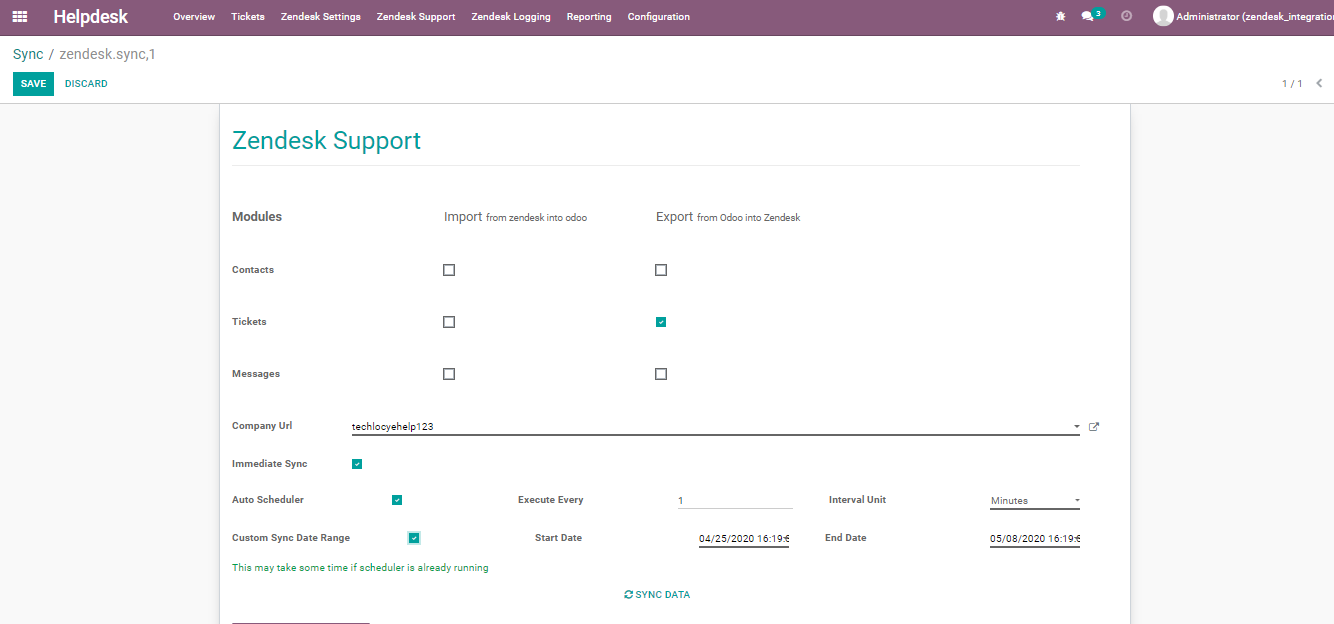 Helpdesk Overview Tickets Zendesk Settings Zendesk Support Zendesk Logging Reporting Configuration 3 Administrator (zendesk_integration
Sync / zendesk.sync,1
SAVE DISCARD 1 / 1
Zendesk Support
Modules Import from zendesk into odoo Export from Odoo into Zendesk
Contacts
Tickets
Messages
Company Url techlocyehelp123
Immediate Sync
Auto Scheduler Execute Every 1 Interval Unit Minutes
Custom Sync Date Range Start Date 04/25/2020 16:19: End Date 05/08/2020 16:19:
This may take some time if scheduler is already running
SYNC DATA